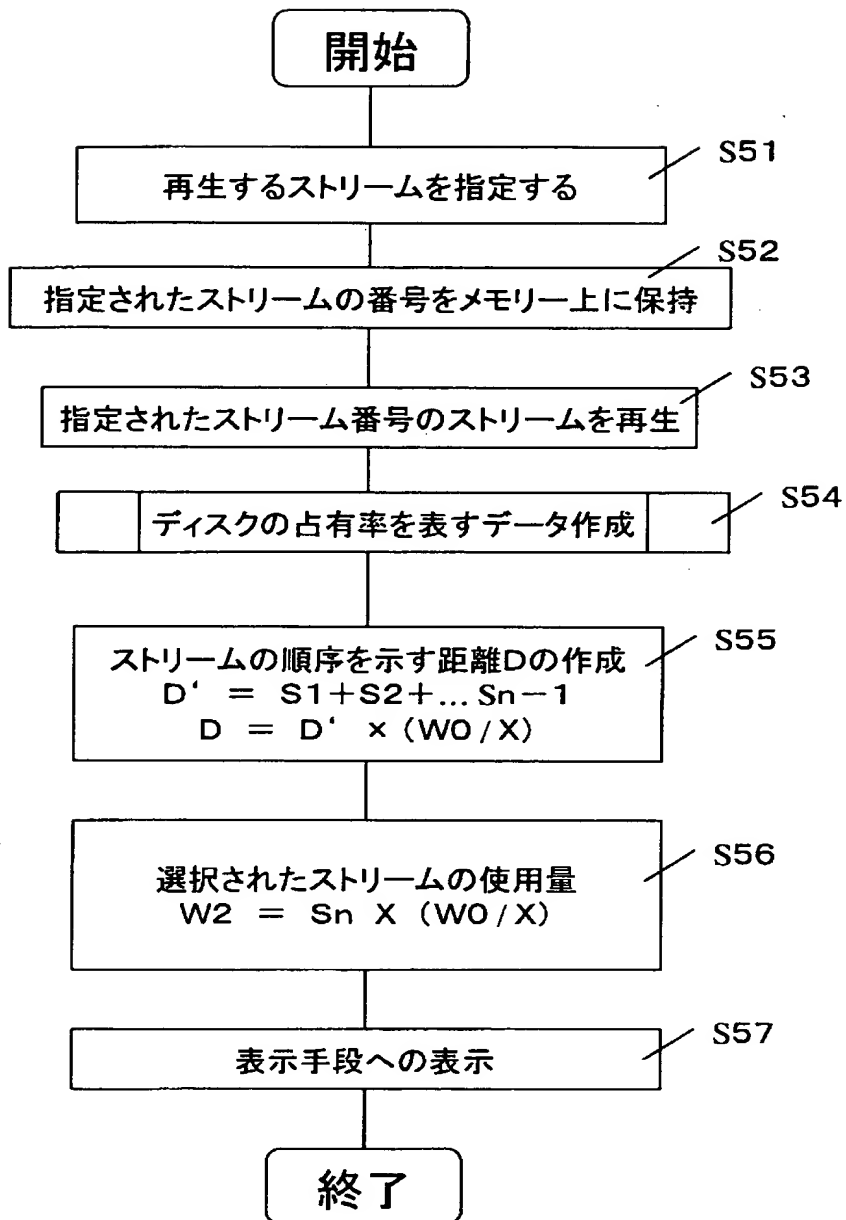 開始
S51
再生するストリームを指定する
S52
指定されたストリームの番号をメモリー上に保持
S53
指定されたストリーム番号のストリームを再生
S54
ディスクの占有率を表すデータ作成
S55
ストリームの順序を示す距離Dの作成
D‘ = S1+S2+...Sn-1
D = D‘ × (W0/X)
S56
選択されたストリームの使用量
W2 = Sn X (W0/X)
S57
表示手段への表示
終了